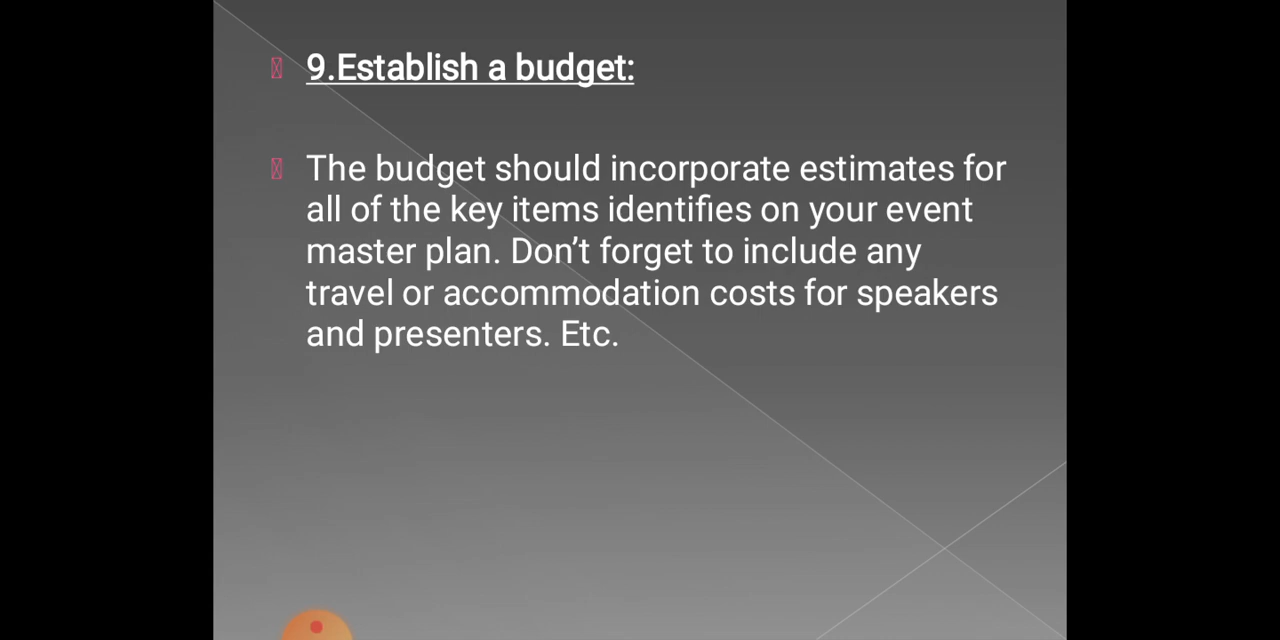 9.Establish a budget:
The budget should incorporate estimates for
all of the key items identifies on your event
master plan. Don’t forget to include any
travel or accommodation costs for speakers
and presenters. Etc.